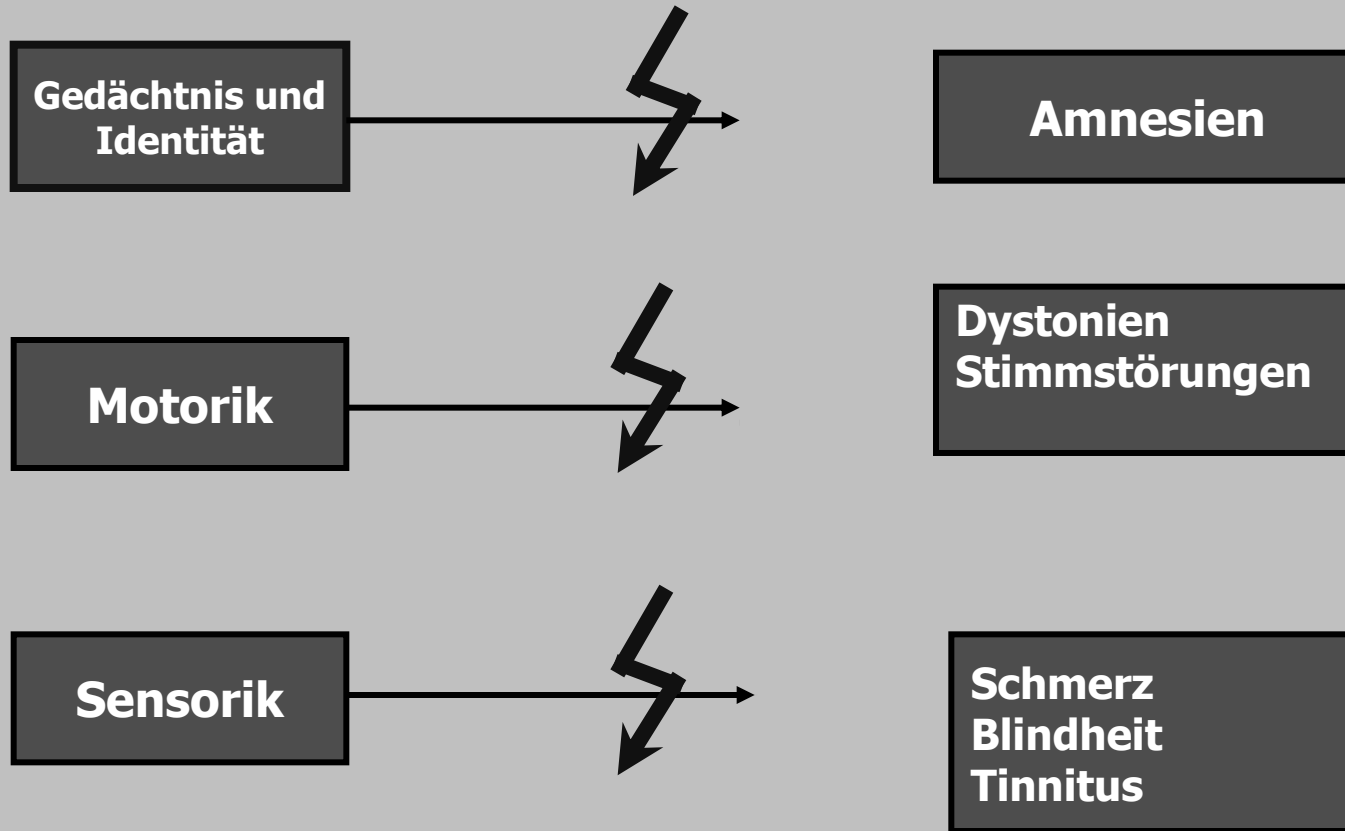 Gedächtnis und
Identität
Amnesien
Motorik
Dystonien
Stimmstörungen
Sensorik
Schmerz
Blindheit
Tinnitus